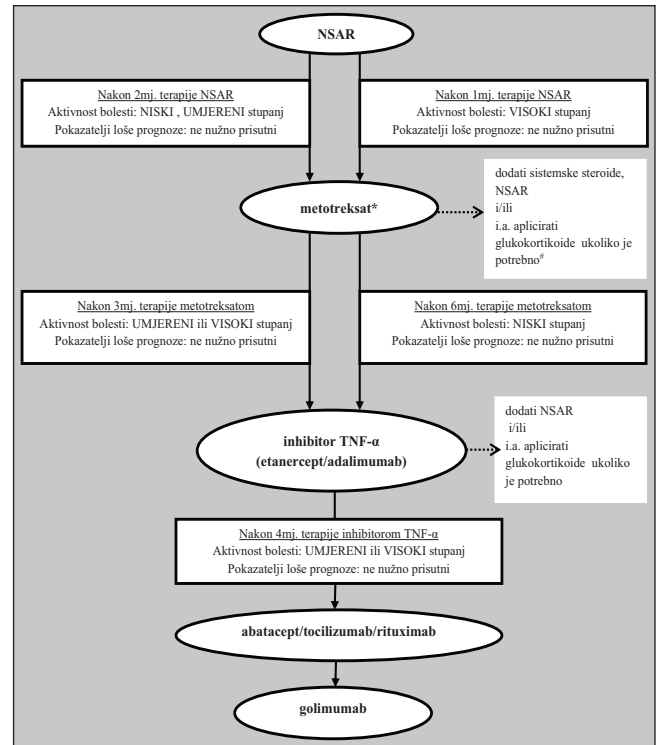 NSAR
Nakon 2mj. terapije NSAR
Aktivnost bolesti: NISKI , UMJERENI stupanj
Pokazatelji loše prognoze: ne nužno prisutni
Nakon 1mj. terapije NSAR
Aktivnost bolesti: VISOKI stupanj
Pokazatelji loše prognoze: ne nužno prisutni
metotreksat*
dodati sistemske steroide,
NSAR
i/ili
i.a. aplicirati
glukokortikoide ukoliko je
potrebno#
Nakon 3mj. terapije metotreksatom
Aktivnost bolesti: UMJERENI ili VISOKI stupanj
Pokazatelji loše prognoze: ne nužno prisutni
Nakon 6mj. terapije metotreksatom
Aktivnost bolesti: NISKI stupanj
Pokazatelji loše prognoze: ne nužno prisutni
inhibitor TNF-α
(etanercept/adalimumab)
dodati NSAR
i/ili
i.a. aplicirati
glukokortikoide ukoliko
je potrebno
Nakon 4mj. terapije inhibitorom TNF-α
Aktivnost bolesti: UMJERENI ili VISOKI stupanj
Pokazatelji loše prognoze: ne nužno prisutni
abatacept/tocilizumab/rituximab
golimumab